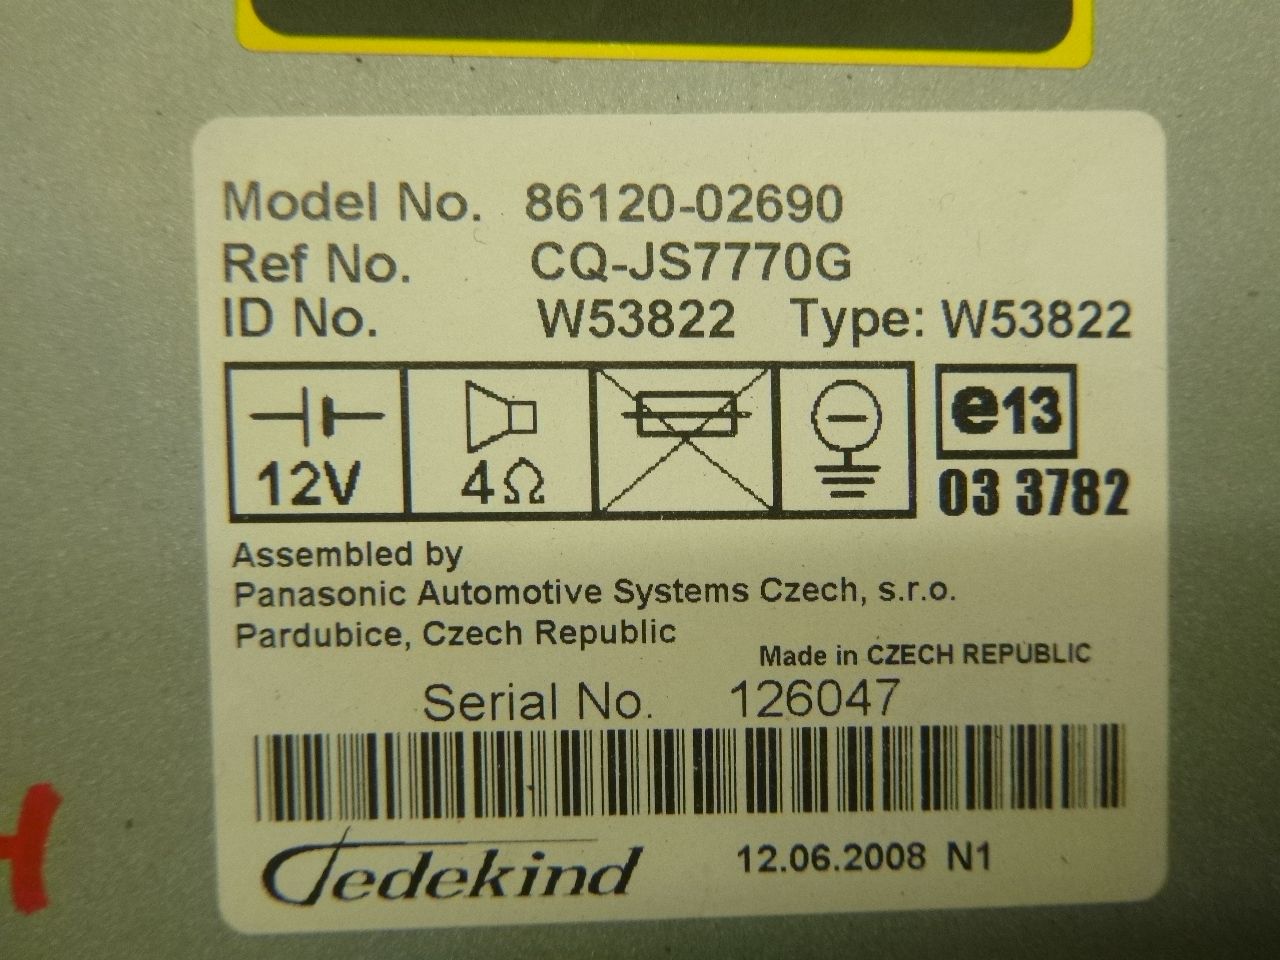 Model No. 86120-02690
Ref No. CQ-JS7770G
ID No. W53822 Type: W53822
12V 4Ω e13
03 3782
Assembled by
Panasonic Automotive Systems Czech, s.r.o.
Pardubice, Czech Republic
Made in CZECH REPUBLIC
Serial No. 126047
Jedekind 12.06.2008 N1